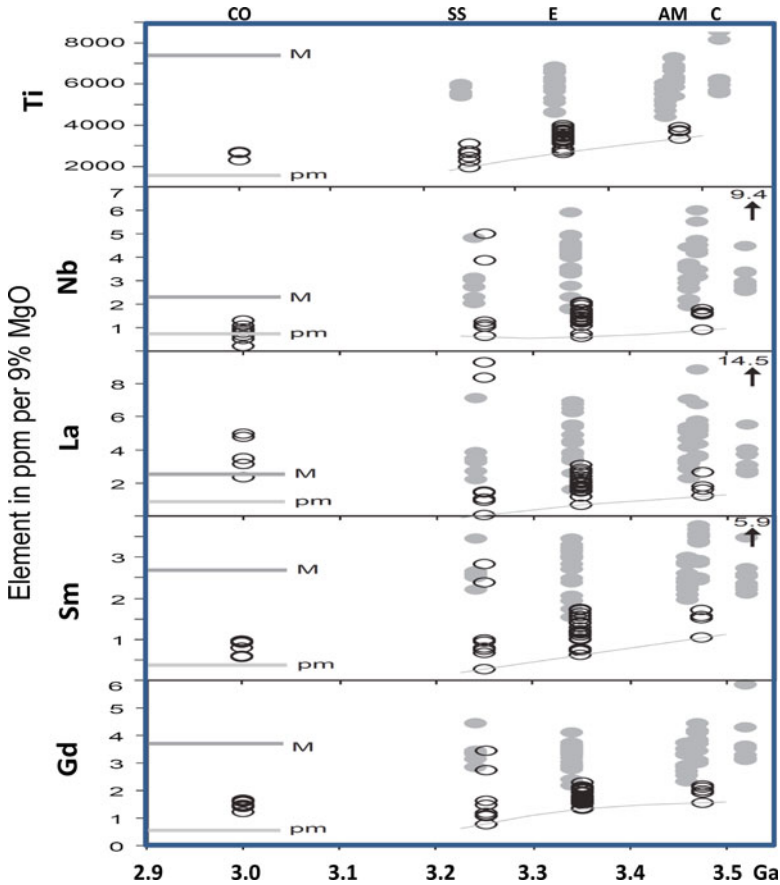 CO SS E AM C
8000
6000
4000
2000
Ti
M
pm
7
6
5
4
3
2
1
Nb
9.4
M
pm
8
6
4
2
La
14.5
M
pm
3
2
1
Sm
5.9
M
pm
6
5
4
3
2
1
0
Gd
M
pm
Element in ppm per 9% MgO
2.9 3.0 3.1 3.2 3.3 3.4 3.5 Ga